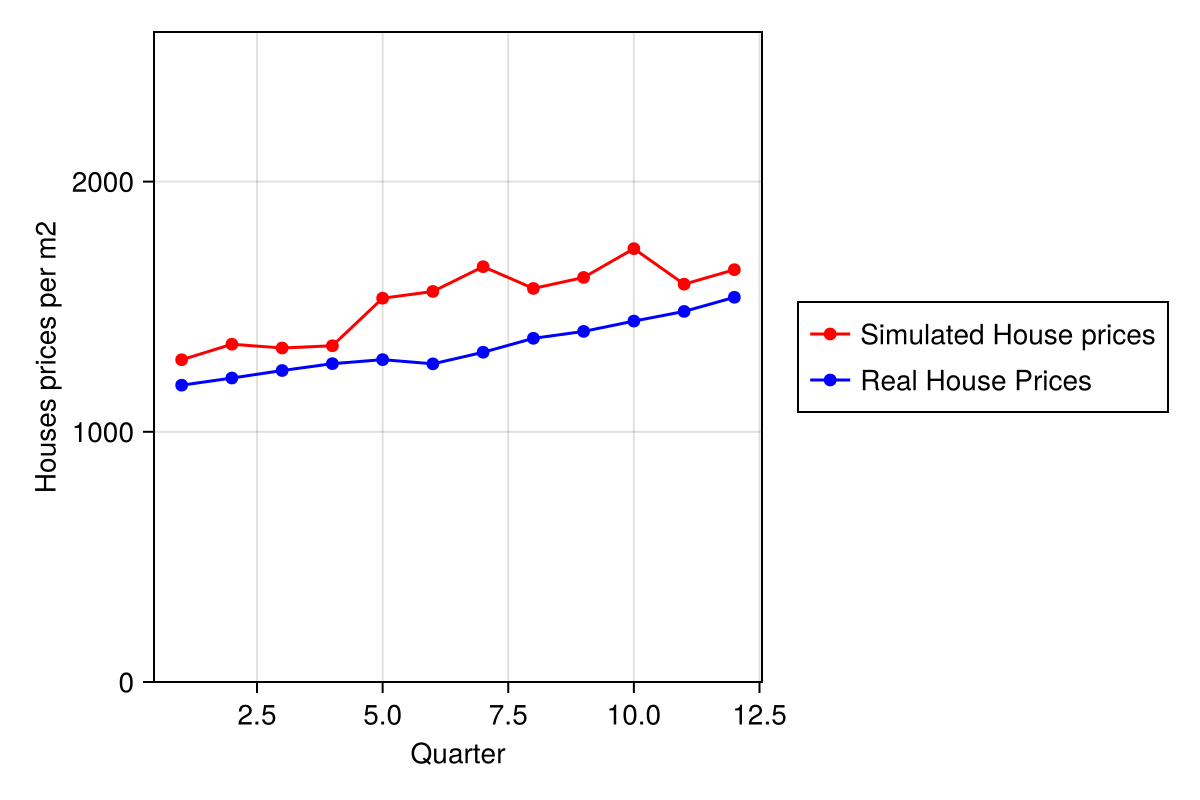 Houses prices per m2
2000
1000
0
2.5 5.0 7.5 10.0 12.5
Quarter
Simulated House prices
Real House Prices